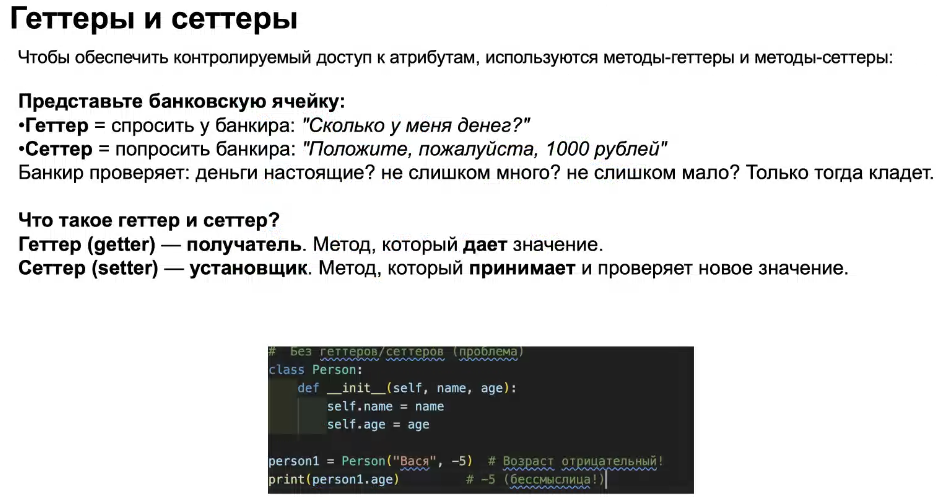 Геттеры и сеттеры
Чтобы обеспечить контролируемый доступ к атрибутам, используются методы-геттеры и методы-сеттеры:
Представьте банковскую ячейку:
•Геттер = спросить у банкира: "Сколько у меня денег?"
•Сеттер = попросить банкира: "Положите, пожалуйста, 1000 рублей"
Банкир проверяет: деньги настоящие? не слишком много? не слишком мало? Только тогда кладет.
Что такое геттер и сеттер?
Геттер (getter) — получатель. Метод, который дает значение.
Сеттер (setter) — установщик. Метод, который принимает и проверяет новое значение.
# Без геттеров/сеттеров (проблема)
class Person:
    def __init__(self, name, age):
        self.name = name
        self.age = age
person1 = Person("Вася", -5)  # Возраст отрицательный!
print(person1.age)         # -5 (бессмыслица!)